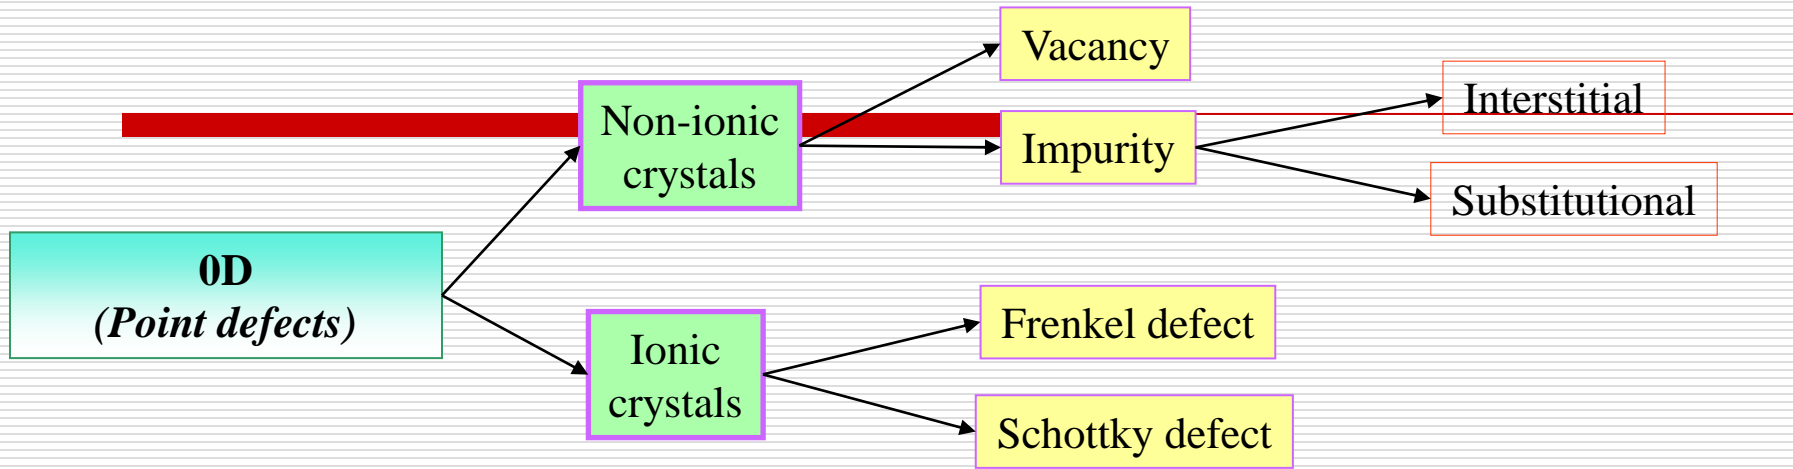 Vacancy
Non-ionic
crystals
Impurity
Interstitial
Substitutional
0D
(Point defects)
Ionic
crystals
Frenkel defect
Schottky defect